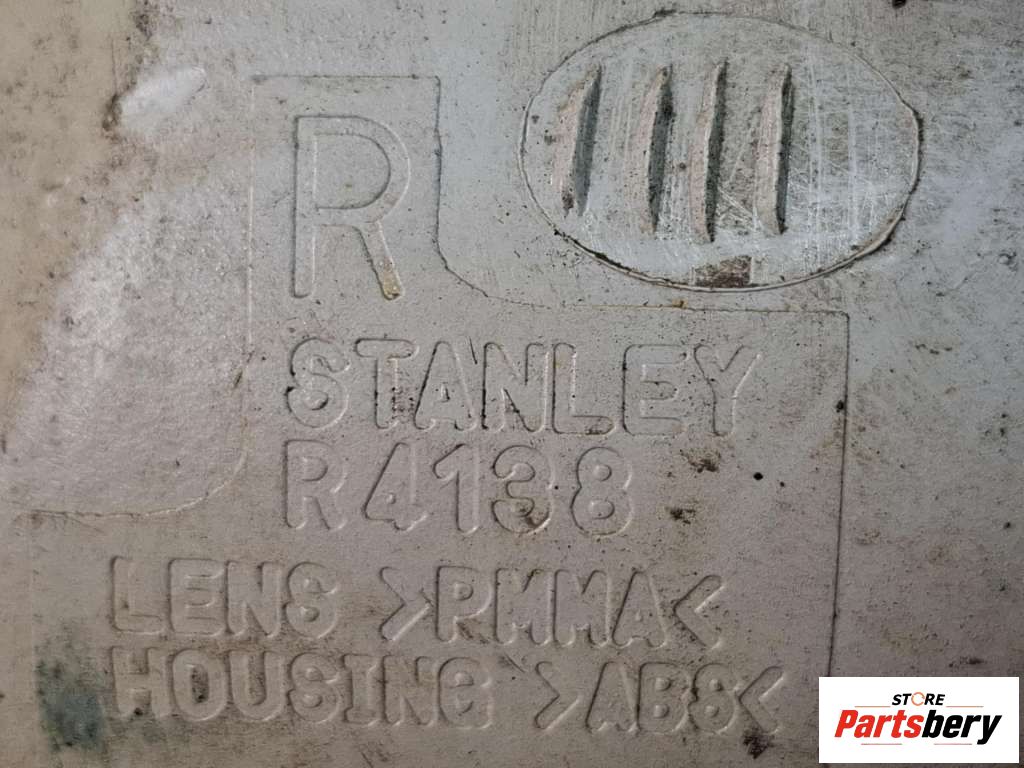 R
STANLEY
R4138
LENS >PMMA<
HOUSING >ABS<
STORE
Partsbery